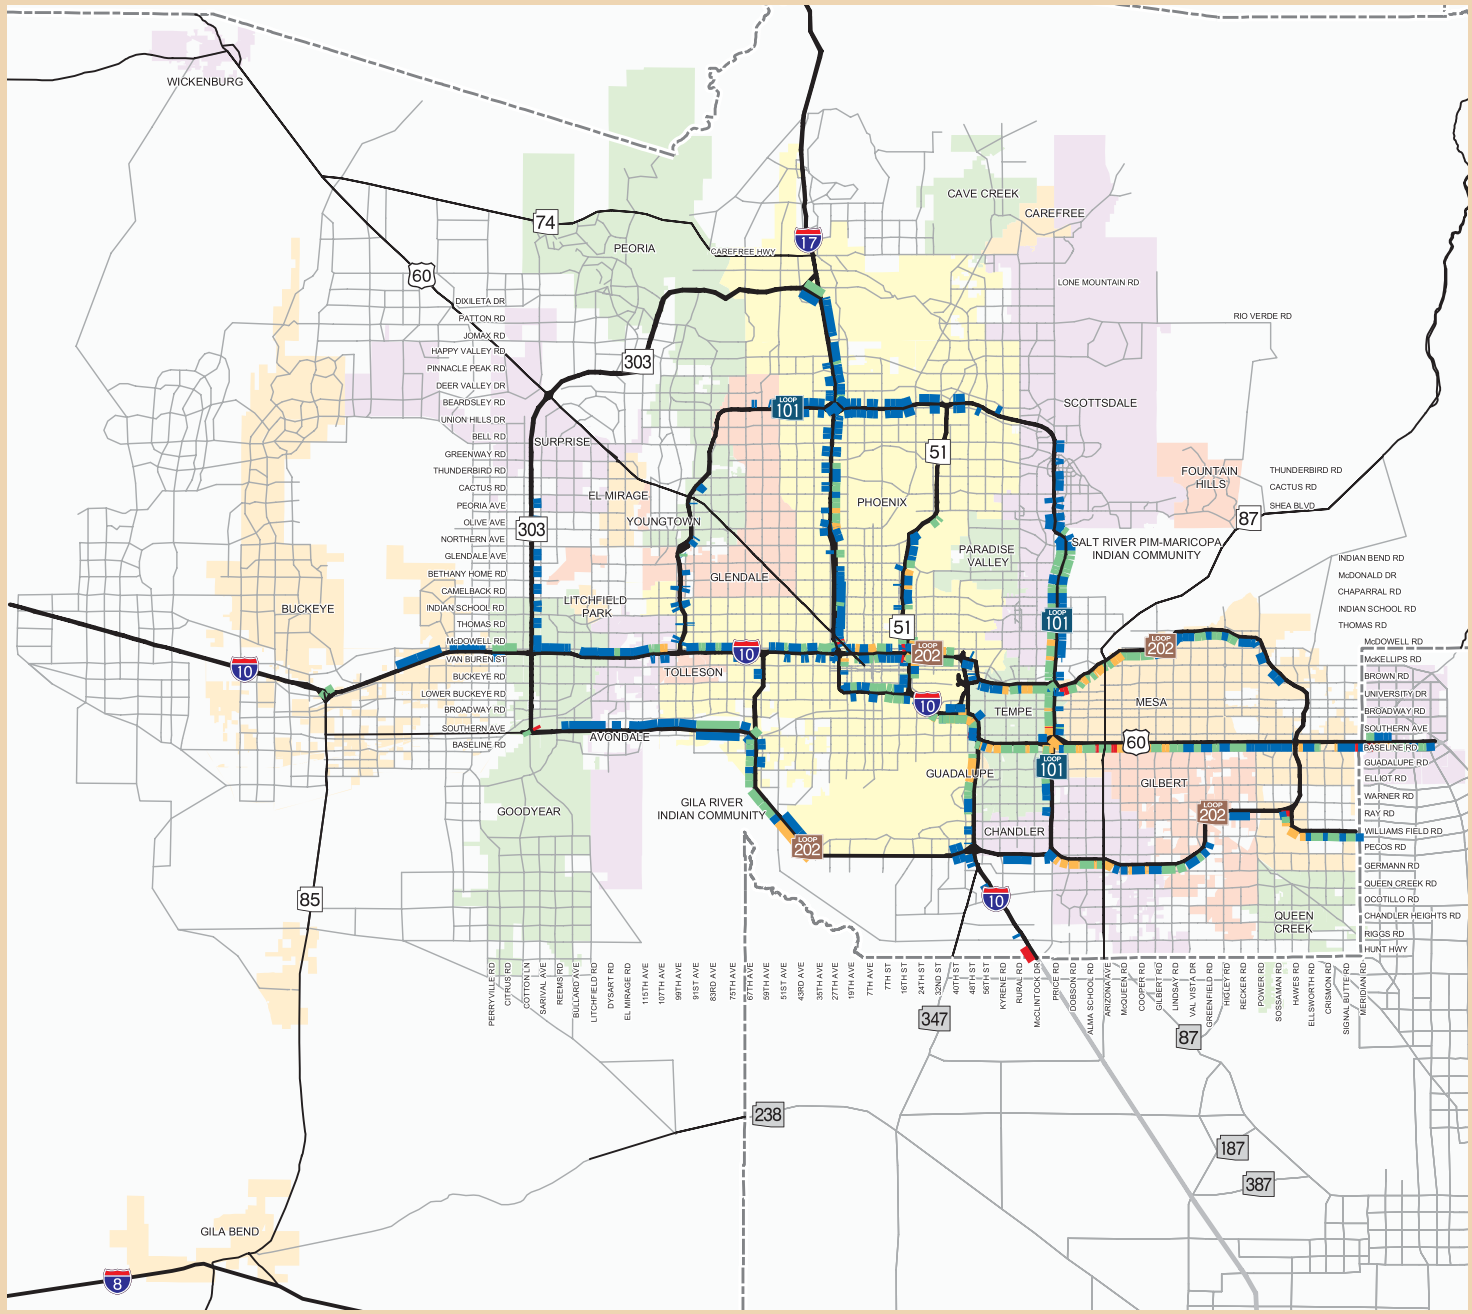 WICKENBURG
74
CAVE CREEK
CAREFREE
PEORIA
17
CAREFREE HWY
60
LONE MOUNTAIN RD
DIXILETA DR
PATTON RD
RIO VERDE RD
JOMAX RD
HAPPY VALLEY RD
303
PINNACLE PEAK RD
DEER VALLEY DR
BEARDSLEY RD
LOOP
101
SCOTTSDALE
UNION HILLS DR
BELL RD
SURPRISE
GREENWAY RD
51
THUNDERBIRD RD
FOUNTAIN
HILLS
THUNDERBIRD RD
CACTUS RD
CACTUS RD
EL MIRAGE
PHOENIX
PEORIA AVE
SHEA BLVD
OLIVE AVE
YOUNGTOWN
87
303
NORTHERN AVE
SALT RIVER PIM-MARICOPA
INDIAN COMMUNITY
GLENDALE AVE
PARADISE
VALLEY
INDIAN BEND RD
BETHANY HOME RD
GLENDALE
McDONALD DR
CAMELBACK RD
CHAPARRAL RD
BUCKEYE
INDIAN SCHOOL RD
LITCHFIELD
PARK
INDIAN SCHOOL RD
THOMAS RD
51
LOOP
101
THOMAS RD
McDOWELL RD
McDOWELL RD
VAN BUREN ST
10
LOOP
202
LOOP
202
McKELLIPS RD
10
BUCKEYE RD
TOLLESON
BROWN RD
LOWER BUCKEYE RD
UNIVERSITY DR
BROADWAY RD
10
TEMPE
MESA
BROADWAY RD
SOUTHERN AVE
SOUTHERN AVE
BASELINE RD
AVONDALE
60
BASELINE RD
GUADALUPE RD
LOOP
101
GUADALUPE
ELLIOT RD
GILBERT
WARNER RD
GOODYEAR
GILA RIVER
INDIAN COMMUNITY
LOOP
202
RAY RD
CHANDLER
WILLIAMS FIELD RD
LOOP
202
PECOS RD
GERMANN RD
QUEEN CREEK RD
85
10
OCOTILLO RD
QUEEN
CREEK
CHANDLER HEIGHTS RD
RIGGS RD
HUNT HWY
PERRYVILLE RD
CITRUS RD
COTTON LN
SARIVAL AVE
REEMS RD
BULLARD AVE
LITCHFIELD RD
DYSART RD
EL MIRAGE RD
115TH AVE
107TH AVE
99TH AVE
91ST AVE
83RD AVE
75TH AVE
67TH AVE
59TH AVE
51ST AVE
43RD AVE
35TH AVE
27TH AVE
19TH AVE
7TH AVE
7TH ST
16TH ST
24TH ST
32ND ST
40TH ST
48TH ST
56TH ST
KYRENE RD
RURAL RD
McCLINTOCK DR
PRICE RD
DOBSON RD
ALMA SCHOOL RD
ARIZONA AVE
McQUEEN RD
COOPER RD
GILBERT RD
LINDSAY RD
VAL VISTA DR
GREENFIELD RD
HIGLEY RD
RECKER RD
POWER RD
SOSSAMAN RD
HAWES RD
ELLSWORTH RD
CRISMON RD
SIGNAL BUTTE RD
MERIDIAN RD
347
87
238
187
387
GILA BEND
8